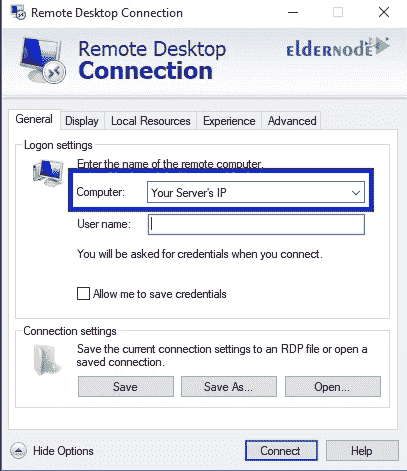 Remote Desktop Connection
Remote Desktop
Connection
eldernode
General
Display
Local Resources
Experience
Advanced
Logon settings
Enter the name of the remote computer.
Computer:
Your Server's IP
User name:
You will be asked for credentials when you connect.
Allow me to save credentials
Connection settings
Save the current connection settings to an RDP file or open a
saved connection.
Save
Save As...
Open...
Hide Options
Connect
Help